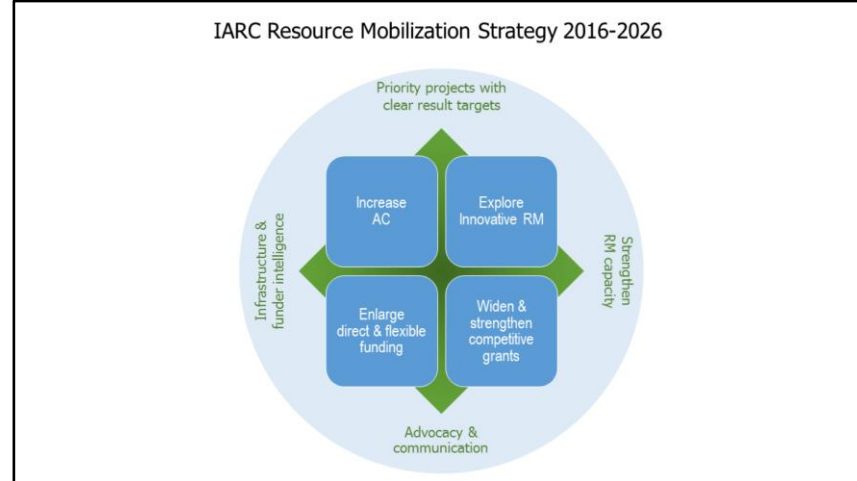 IARC Resource Mobilization Strategy 2016-2026
Priority projects with
clear result targets
Increase
AC
Explore
Innovative RM
Infrastructure &
funder intelligence
Strengthen
RM capacity
Enlarge
direct & flexible
funding
Widen &
strengthen
competitive
grants
Advocacy &
communication